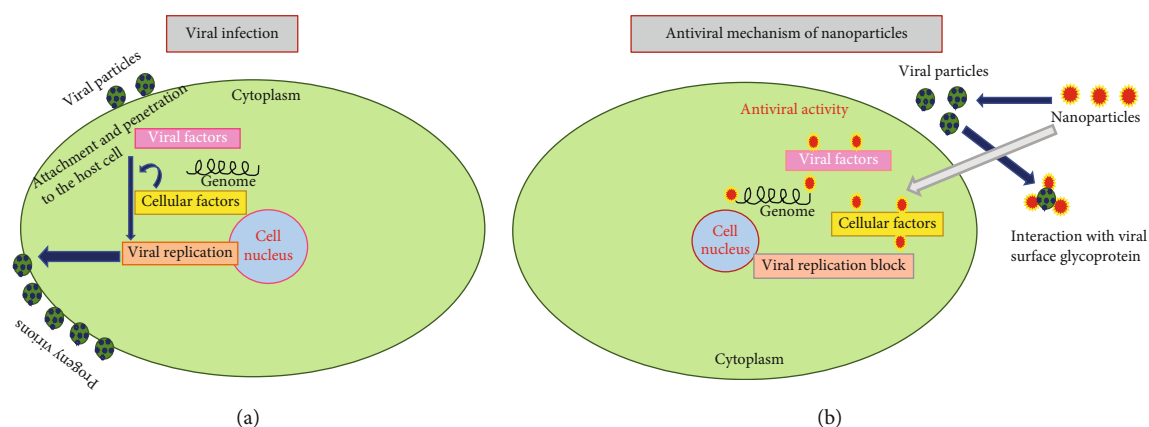 Viral infection
Viral particles
Attachment and penetration
to the host cell
Cytoplasm
Viral factors
Genome
Cellular factors
Cell
nucleus
Viral replication
Progeny virions
(a)
Antiviral mechanism of nanoparticles
Viral particles
Nanoparticles
Antiviral activity
Viral factors
Genome
Cellular factors
Cell
nucleus
Viral replication block
Interaction with viral
surface glycoprotein
Cytoplasm
(b)